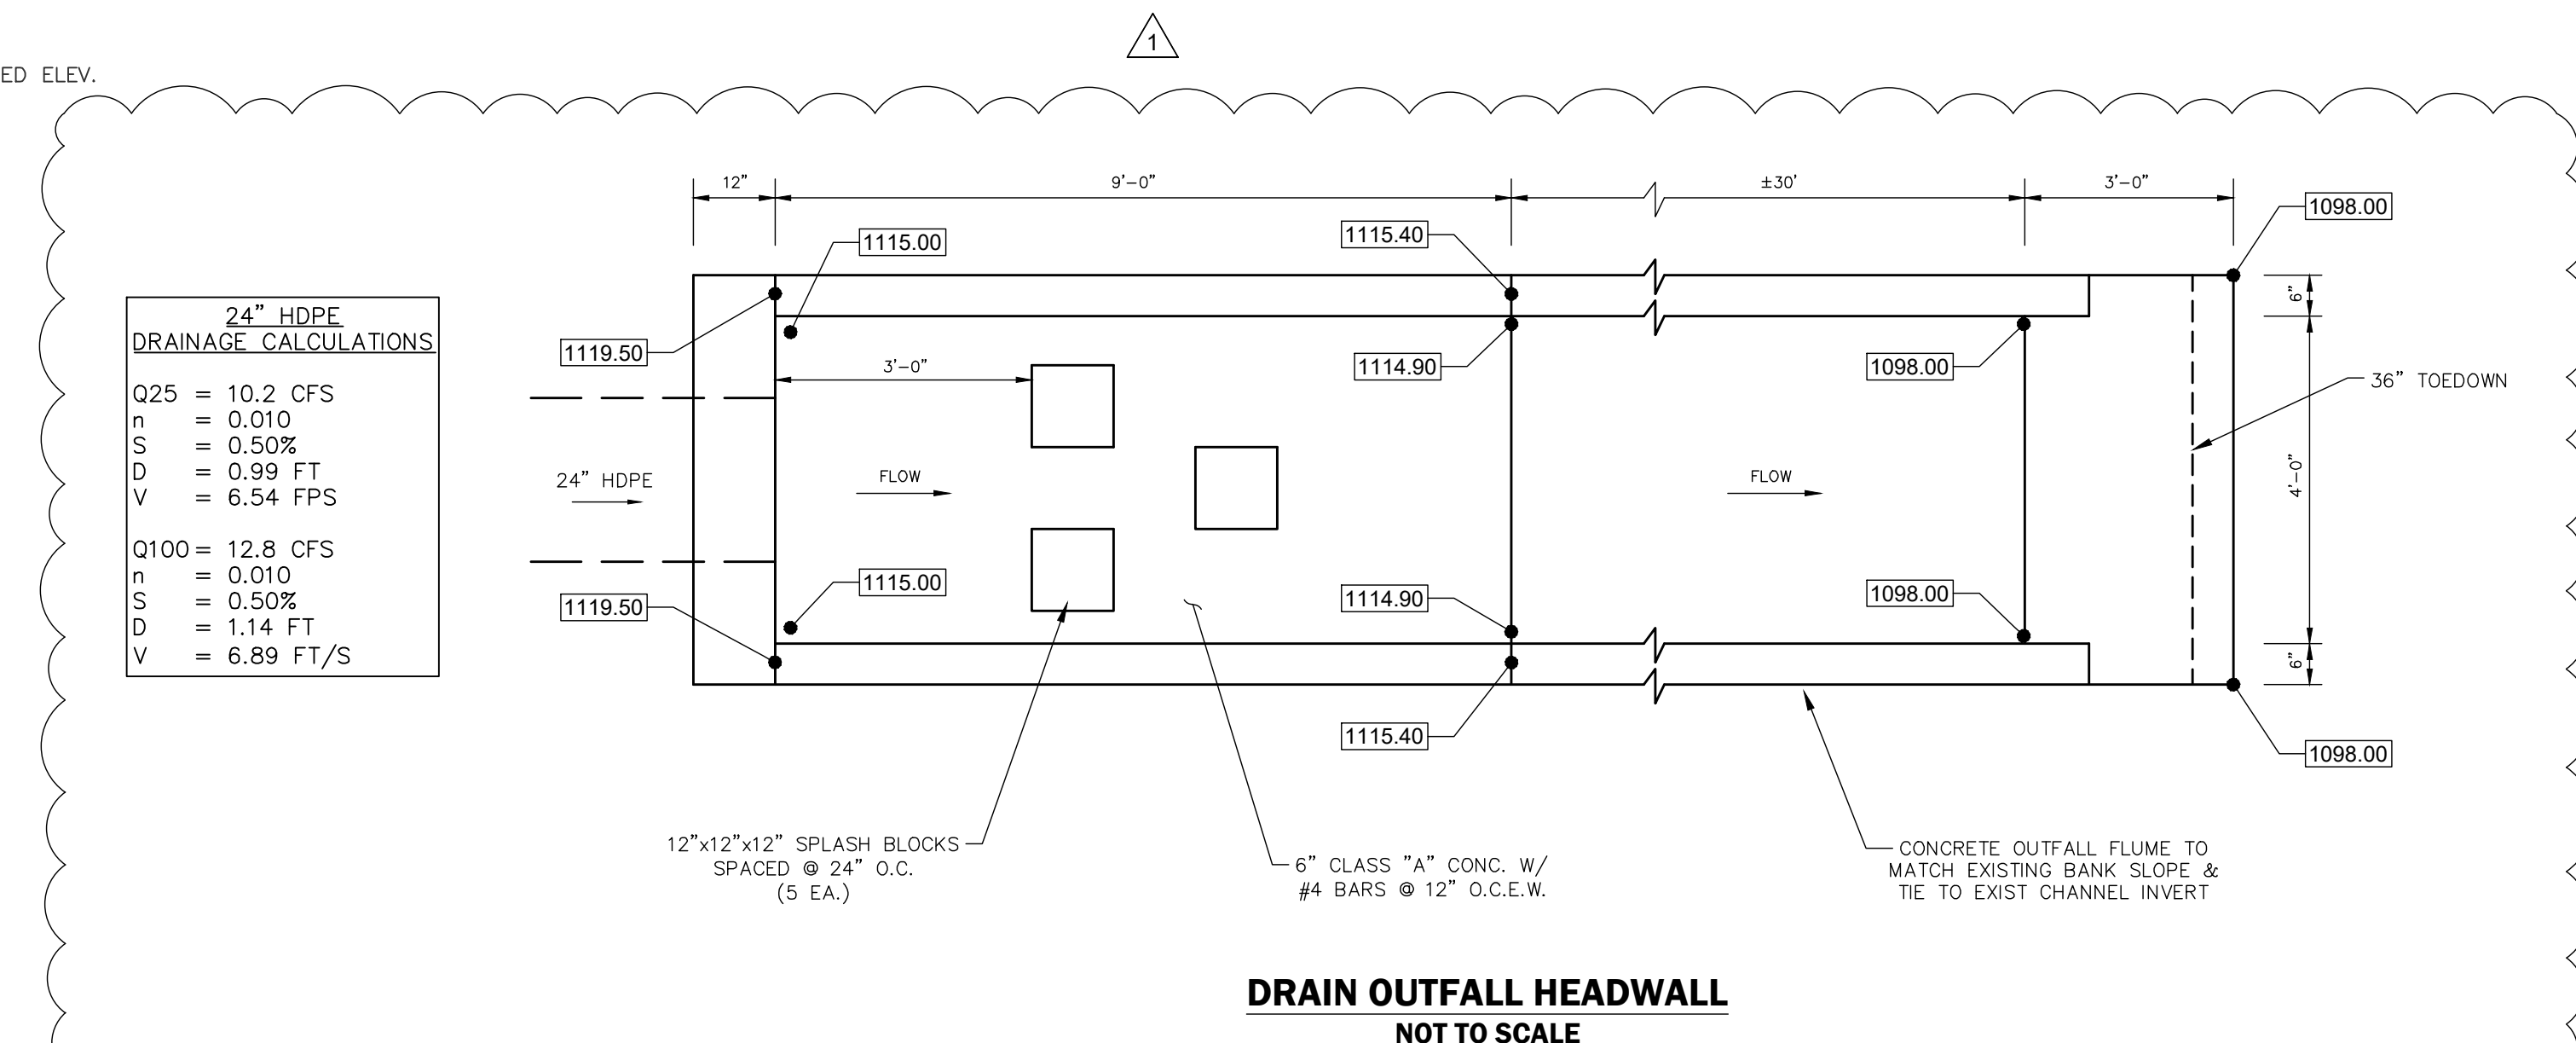 1
ED ELEV.
12"
9'-0"
±30'
3'-0"
1098.00
1115.00
1115.40
6"
24" HDPE
DRAINAGE CALCULATIONS
Q25 = 10.2 CFS
n = 0.010
S = 0.50%
D = 0.99 FT
V = 6.54 FPS
Q100 = 12.8 CFS
n = 0.010
S = 0.50%
D = 1.14 FT
V = 6.89 FT/S
1119.50
3'-0"
1114.90
1098.00
36" TOEDOWN
24" HDPE
FLOW
FLOW
4'-0"
1115.00
1119.50
1114.90
1098.00
6"
1115.40
1098.00
12"x12"x12" SPLASH BLOCKS
SPACED @ 24" O.C.
(5 EA.)
6" CLASS "A" CONC. W/
#4 BARS @ 12" O.C.E.W.
CONCRETE OUTFALL FLUME TO
MATCH EXISTING BANK SLOPE &
TIE TO EXIST CHANNEL INVERT
DRAIN OUTFALL HEADWALL
NOT TO SCALE